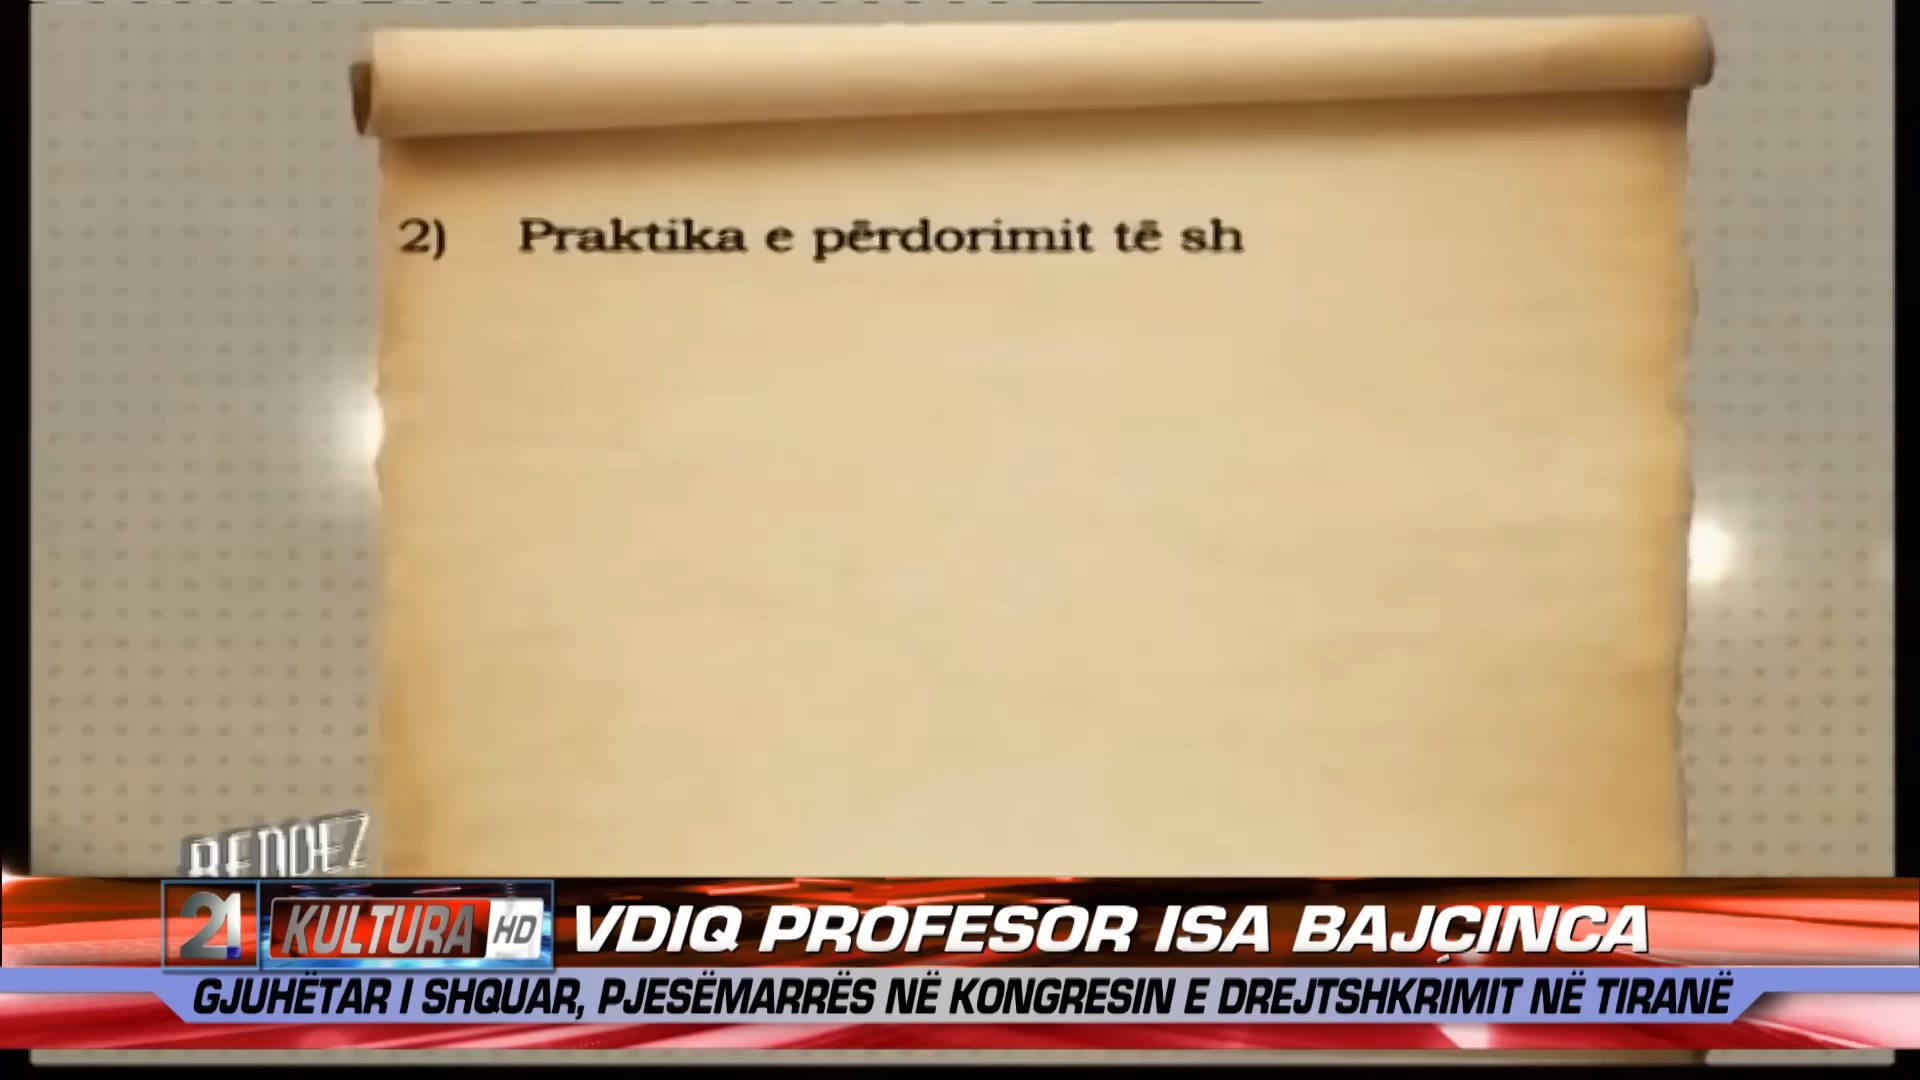 2) Praktika e përdorimit të sh
RENDEZ
21 KULTURA HD VDIQ PROFESOR ISA BAJÇINCA
GJUHËTAR I SHQUAR, PJESËMARRËS NË KONGRESIN E DREJTSHKRIMIT NË TIRANË